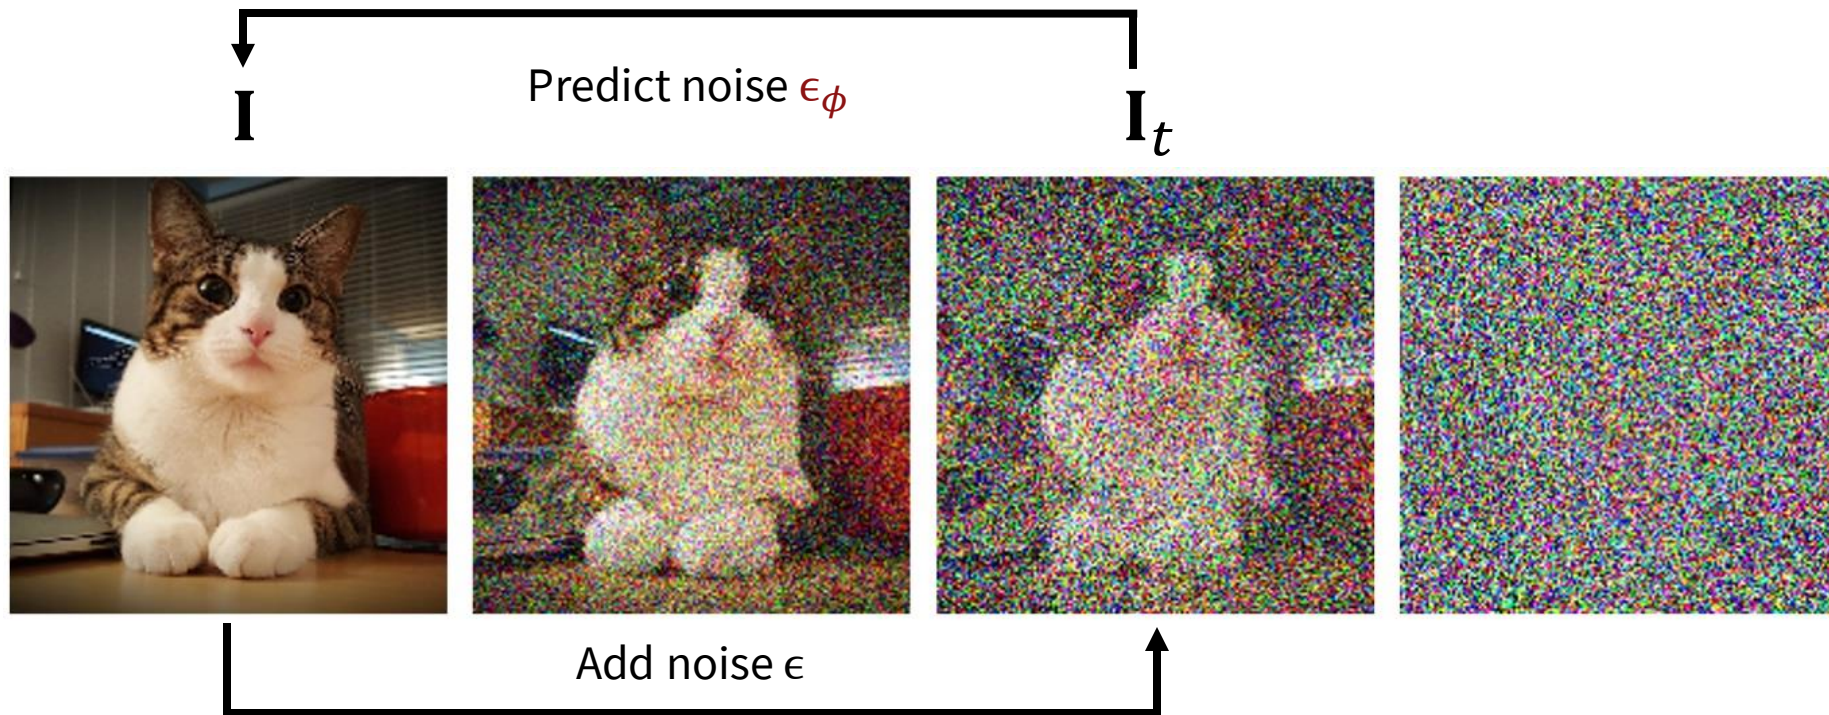 Predict noise ϵ_ϕ
I
I_t
Add noise ϵ